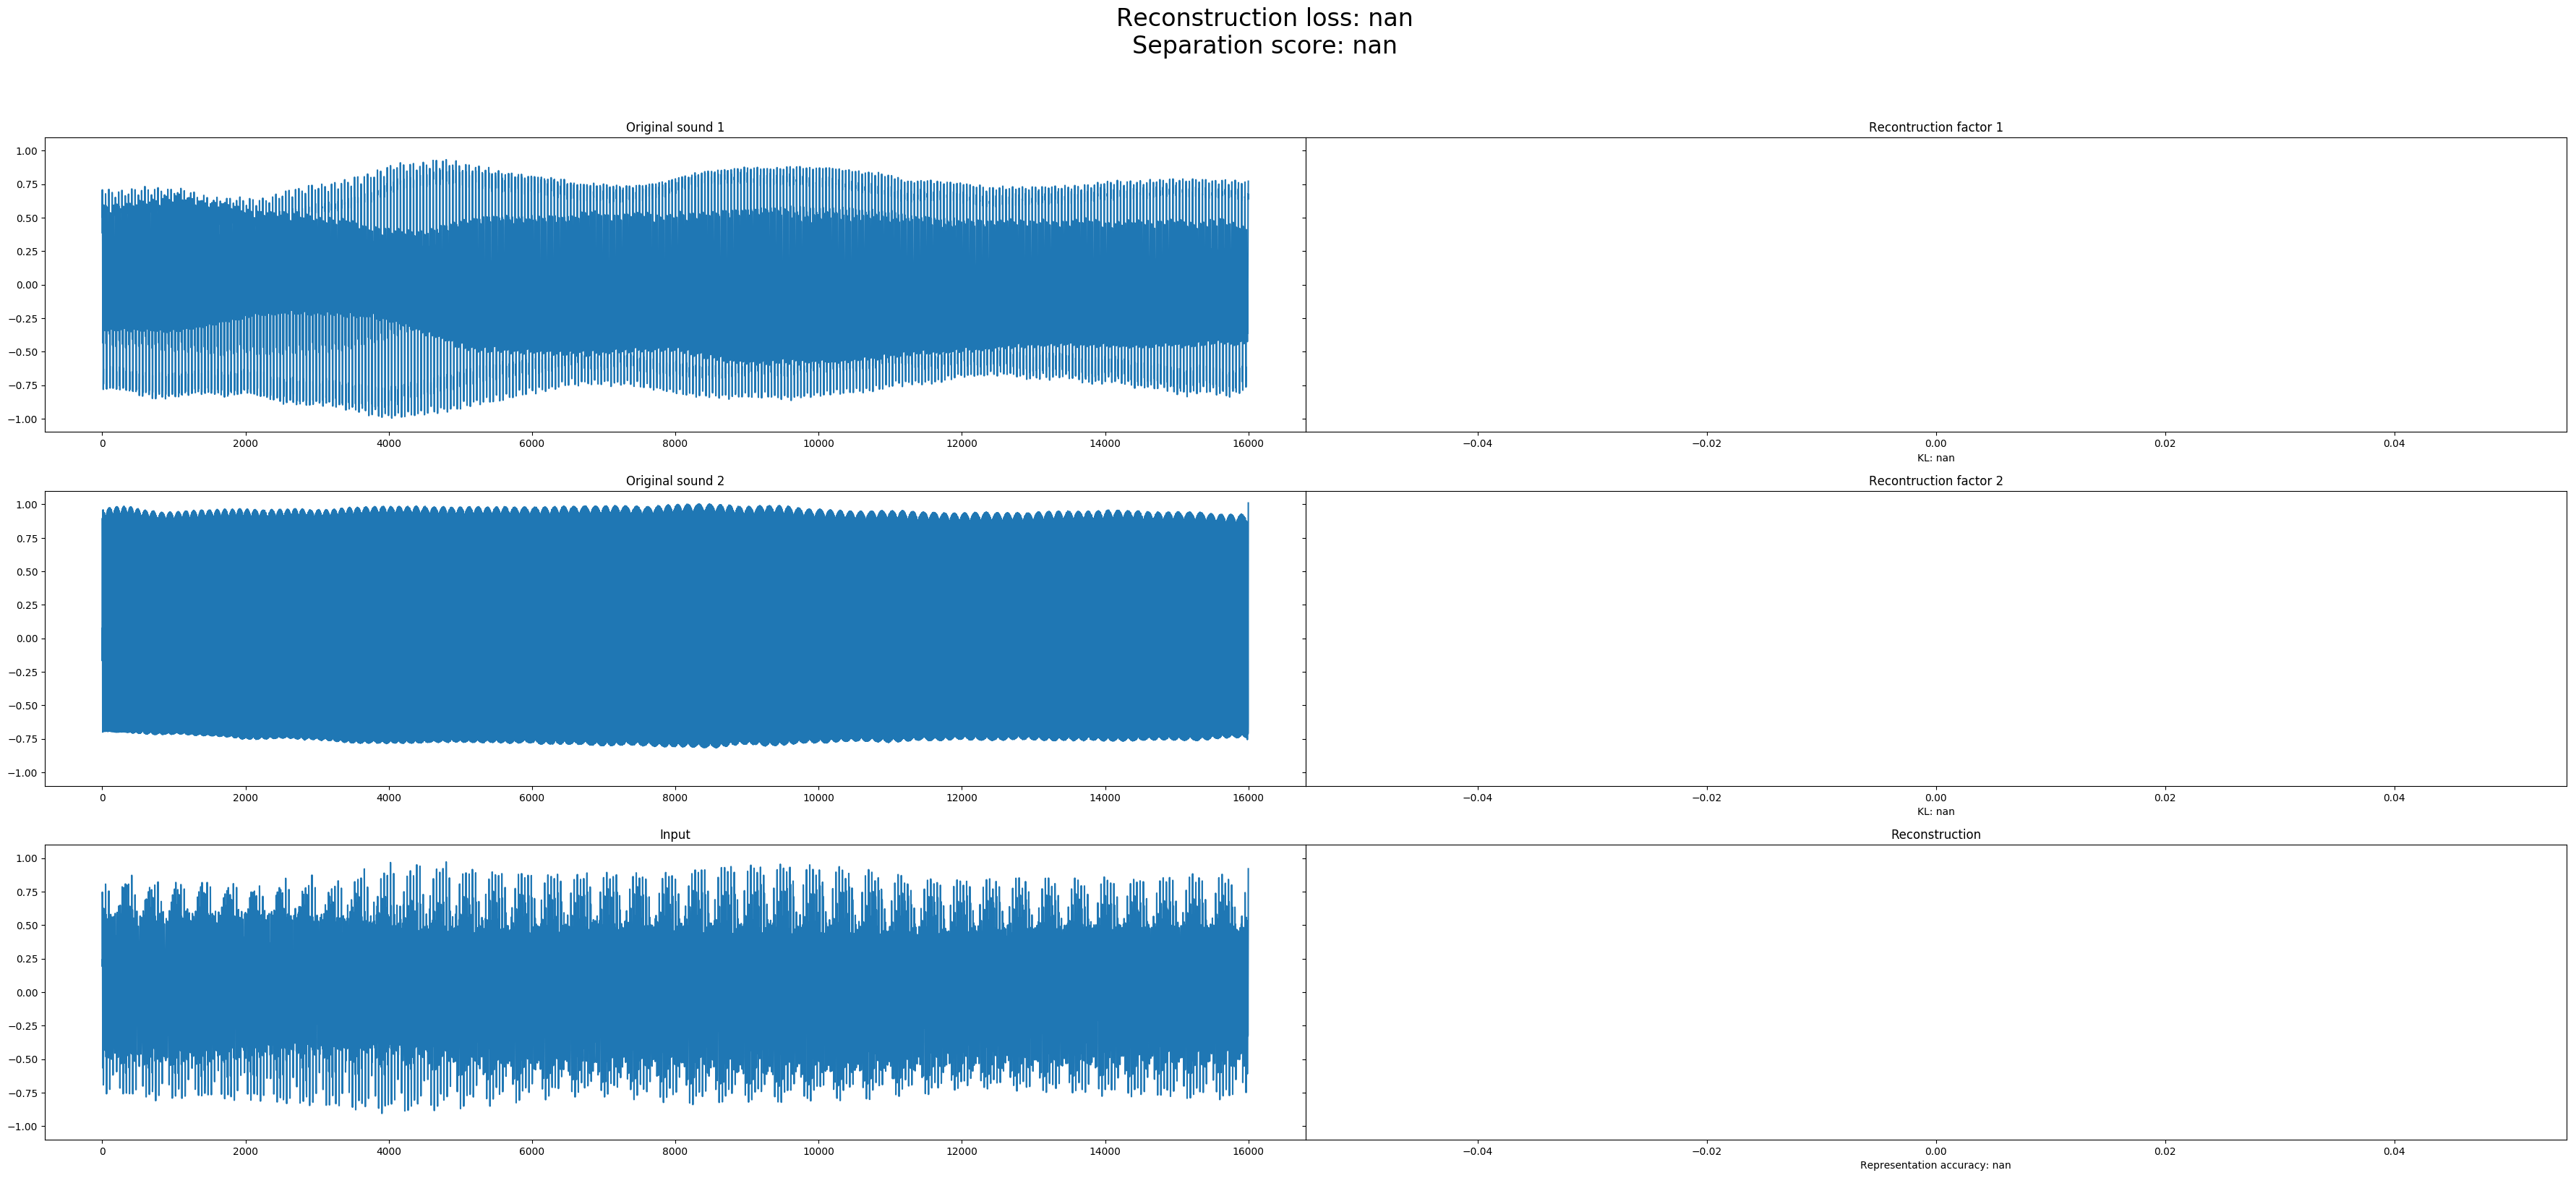 Reconstruction loss: nan
Separation score: nan
Original sound 1
Recontruction factor 1
1.00
0.75
0.50
0.25
0.00
−0.25
−0.50
−0.75
−1.00
0 2000 4000 6000 8000 10000 12000 14000 16000
−0.04 −0.02 0.00 0.02 0.04
KL: nan
Original sound 2
Recontruction factor 2
1.00
0.75
0.50
0.25
0.00
−0.25
−0.50
−0.75
−1.00
0 2000 4000 6000 8000 10000 12000 14000 16000
−0.04 −0.02 0.00 0.02 0.04
KL: nan
Input
Reconstruction
1.00
0.75
0.50
0.25
0.00
−0.25
−0.50
−0.75
−1.00
0 2000 4000 6000 8000 10000 12000 14000 16000
−0.04 −0.02 0.00 0.02 0.04
Representation accuracy: nan